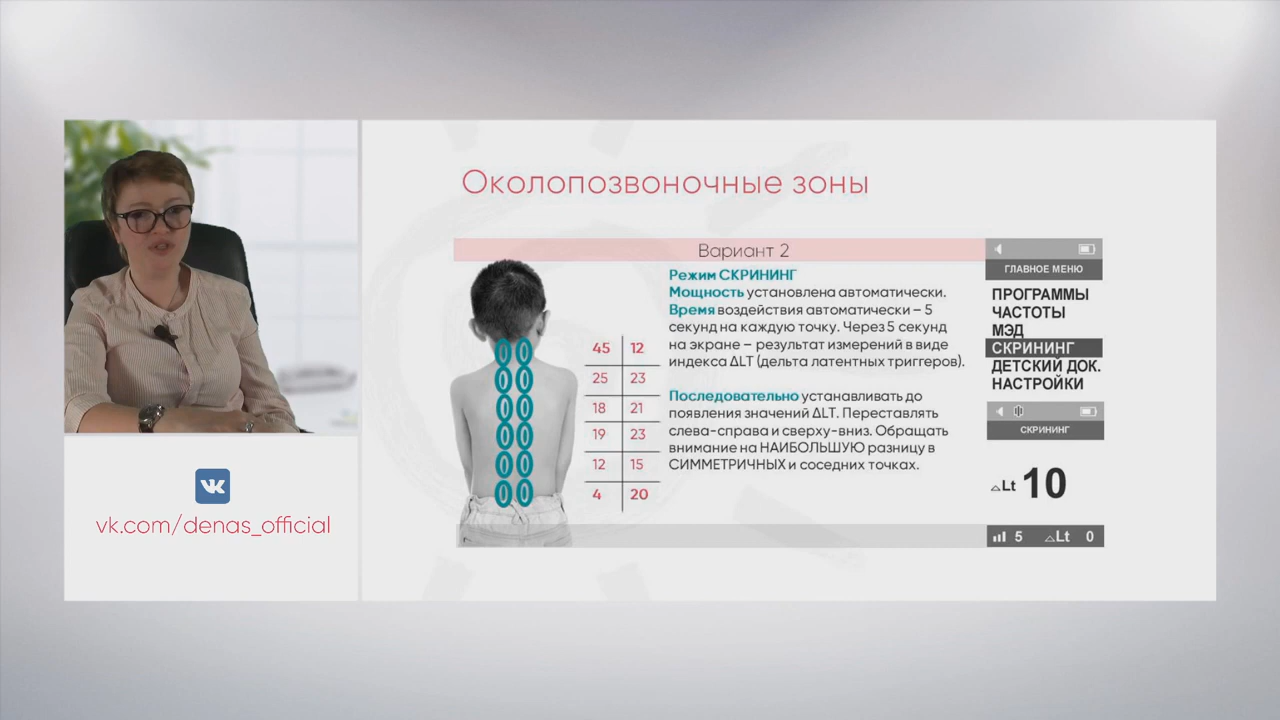 Околопозвоночные зоны
Вариант 2
Режим СКРИНИНГ
Мощность установлена автоматически.
Время воздействия автоматически – 5
секунд на каждую точку. Через 5 секунд
на экране – результат измерений в виде
индекса ΔLT (дельта латентных триггеров).
Последовательно устанавливать до
появления значений ΔLT. Переставлять
слева-справа и сверху-вниз. Обращать
внимание на НАИБОЛЬШУЮ разницу в
СИММЕТРИЧНЫХ и соседних точках.
45 12
25 23
18 21
19 23
12 15
4 20
ГЛАВНОЕ МЕНЮ
ПРОГРАММЫ
ЧАСТОТЫ
МЭД
СКРИНИНГ
ДЕТСКИЙ ДОК.
НАСТРОЙКИ
СКРИНИНГ
△Lt 10
5 △Lt 0
vk.com/denas_official